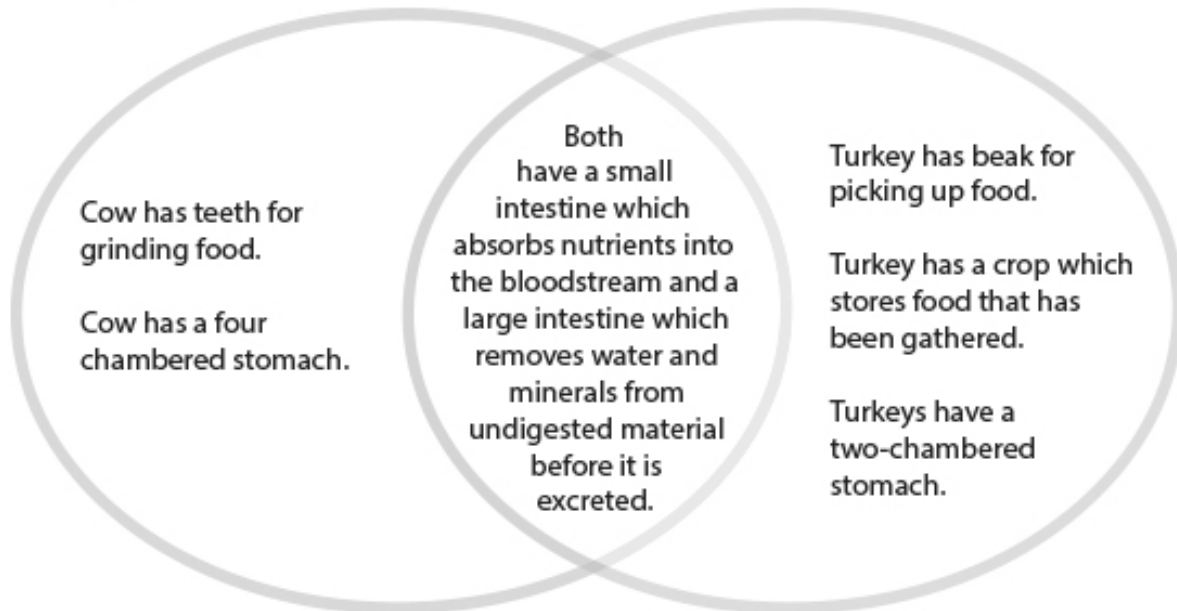 Cow has teeth for
grinding food.
Cow has a four
chambered stomach.
Both
have a small
intestine which
absorbs nutrients into
the bloodstream and a
large intestine which
removes water and
minerals from
undigested material
before it is
excreted.
Turkey has beak for
picking up food.
Turkey has a crop which
stores food that has
been gathered.
Turkeys have a
two-chambered
stomach.